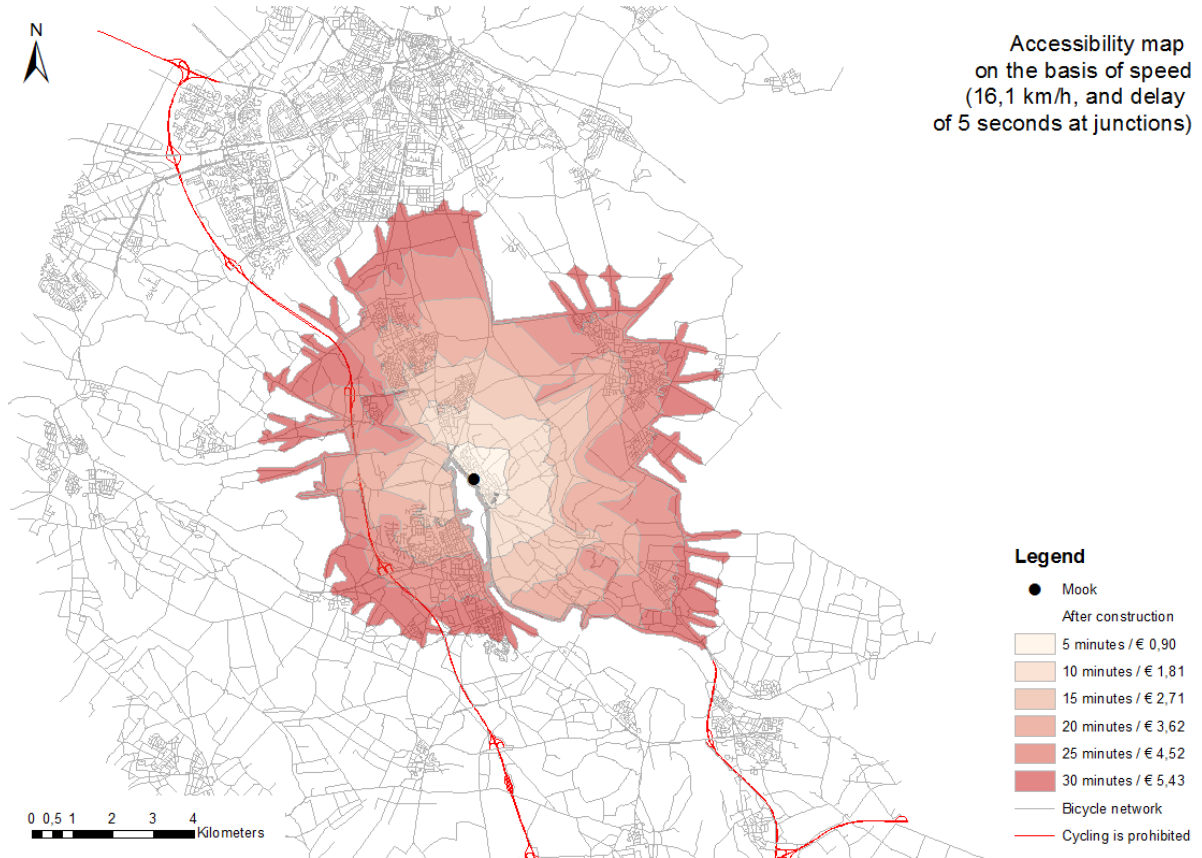 N
Accessibility map
on the basis of speed
(16,1 km/h, and delay
of 5 seconds at junctions)
Legend
Mook
After construction
5 minutes / € 0,90
10 minutes / € 1,81
15 minutes / € 2,71
20 minutes / € 3,62
25 minutes / € 4,52
30 minutes / € 5,43
Bicycle network
Cycling is prohibited
0 0,5 1 2 3 4
Kilometers